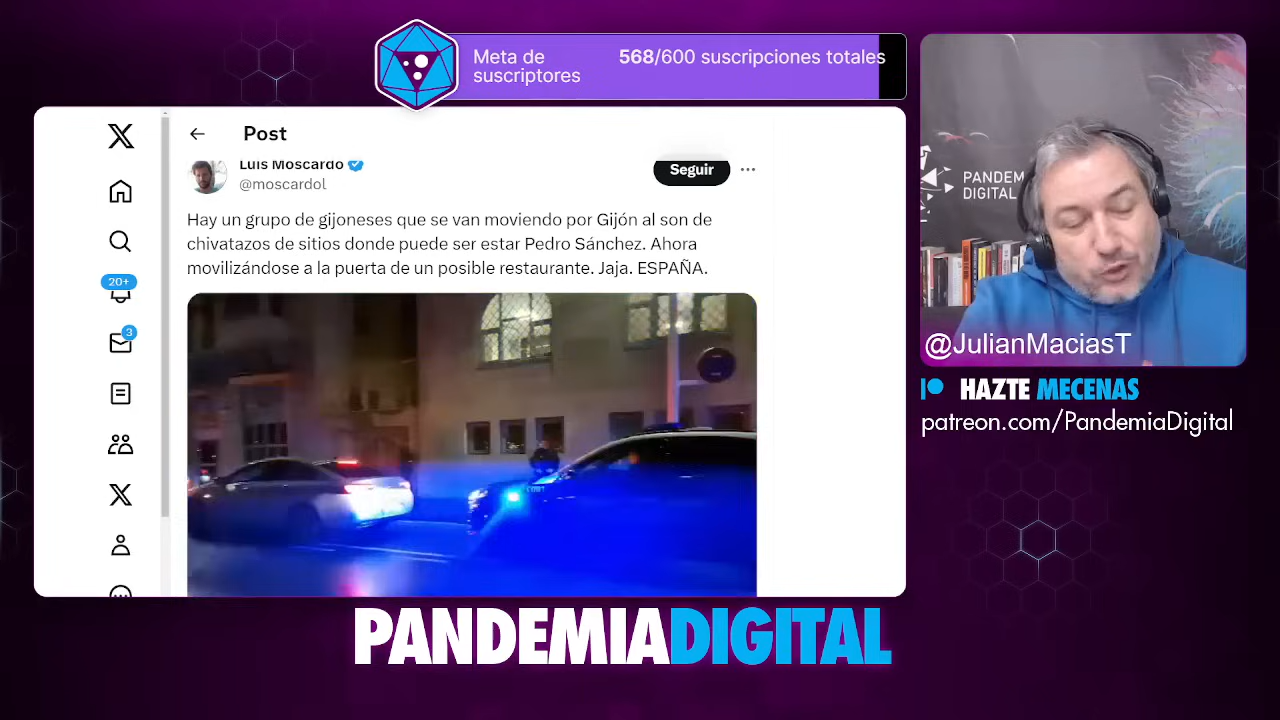 Meta de
suscriptores
568/600 suscripciones totales
Post
Luis Moscardó
@moscardol
Seguir
Hay un grupo de gijoneses que se van moviendo por Gijón al son de
chivatazos de sitios donde puede ser estar Pedro Sánchez. Ahora
movilizándose a la puerta de un posible restaurante. Jaja. ESPAÑA.
20+
3
DIGITAL
@JulianMaciasT
HAZTE MECENAS
patreon.com/PandemiaDigital
PANDEMIADIGITAL